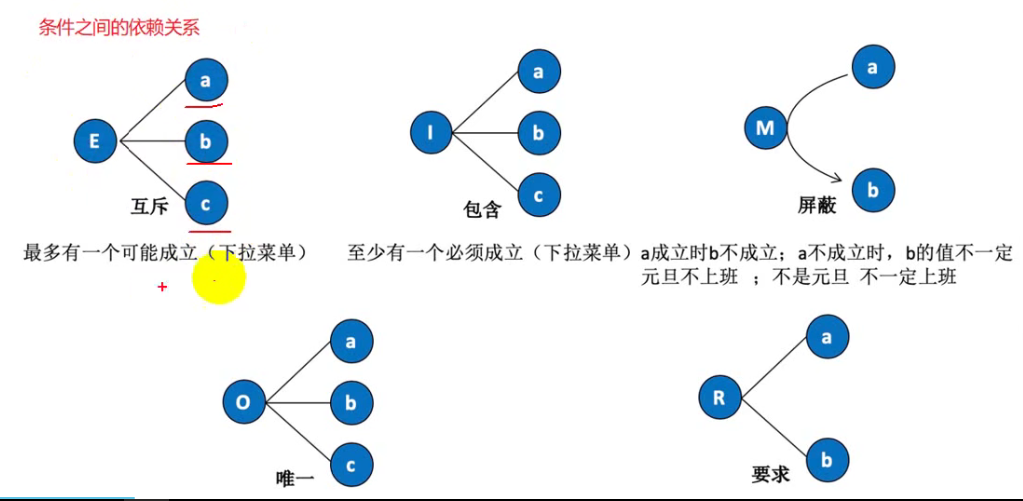 条件之间的依赖关系
a
E
b
c
互斥
最多有一个可能成立（下拉菜单）
a
I
b
c
包含
至少有一个必须成立（下拉菜单）
a
M
b
屏蔽
a成立时b不成立；a不成立时，b的值不一定
元旦不上班 ；不是元旦 不一定上班
a
O
b
c
唯一
a
R
b
要求